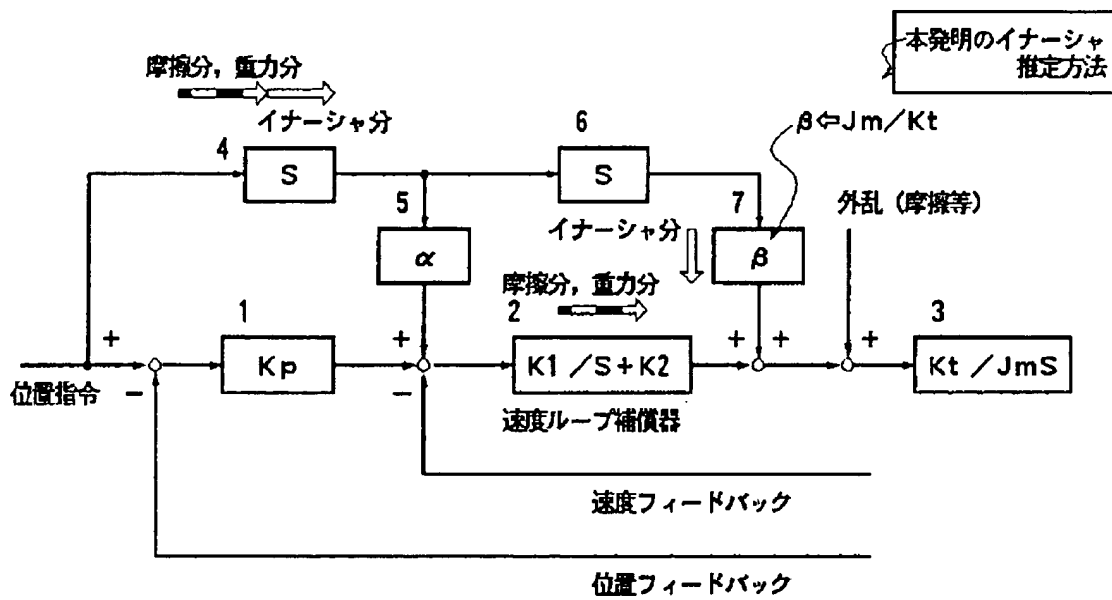 本発明のイナーシャ
推定方法
摩擦分，重力分
イナーシャ分
4
S
6
S
β⇦Jm／Kt
5
α
イナーシャ分
7
β
外乱（摩擦等）
摩擦分，重力分
1
Kp
2
K1／S＋K2
3
Kt／JmS
＋
－
＋
－
＋
＋
＋
＋
位置指令
速度ループ補償器
速度フィードバック
位置フィードバック